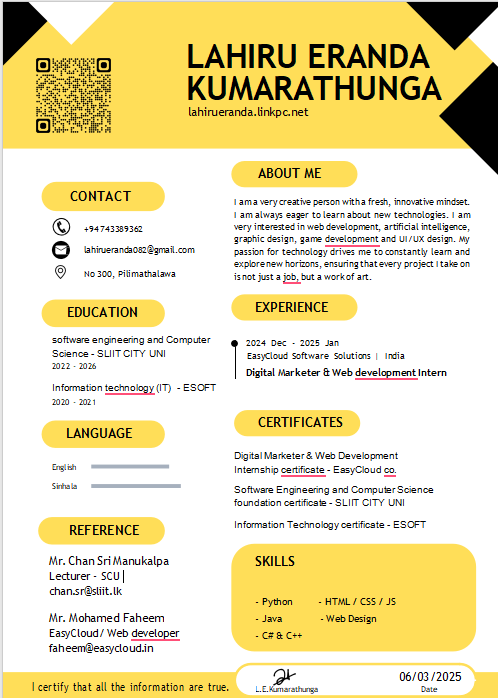 LAHIRU ERANDA
KUMARATHUNGA
lahirueranda.linkpc.net
CONTACT
+94743389362
lahirueranda082@gmail.com
No 300, Pilimathalawa
EDUCATION
software engineering and Computer
Science - SLIIT CITY UNI
2022 - 2026
Information technology (IT) - ESOFT
2020 - 2021
LANGUAGE
English
Sinhala
REFERENCE
Mr. Chan Sri Manukalpa
Lecturer - SCU|
chan.sr@sliit.lk
Mr. Mohamed Faheem
EasyCloud/ Web developer
faheem@easycloud.in
ABOUT ME
I am a very creative person with a fresh, innovative mindset.
I am always eager to learn about new technologies. I am
very interested in web development, artificial intelligence,
graphic design, game development and UI/UX design. My
passion for technology drives me to constantly learn and
explore new horizons, ensuring that every project I take on
is not just a job, but a work of art.
EXPERIENCE
2024 Dec - 2025 Jan
EasyCloud Software Solutions | India
Digital Marketer & Web development Intern
CERTIFICATES
Digital Marketer & Web Development
Internship certificate - EasyCloud co.
Software Engineering and Computer Science
foundation certificate - SLIIT CITY UNI
Information Technology certificate - ESOFT
SKILLS
- Python - HTML / CSS / JS
- Java - Web Design
- C# & C++
I certify that all the information are true.
L.E.Kumarathunga
06/03/2025
Date